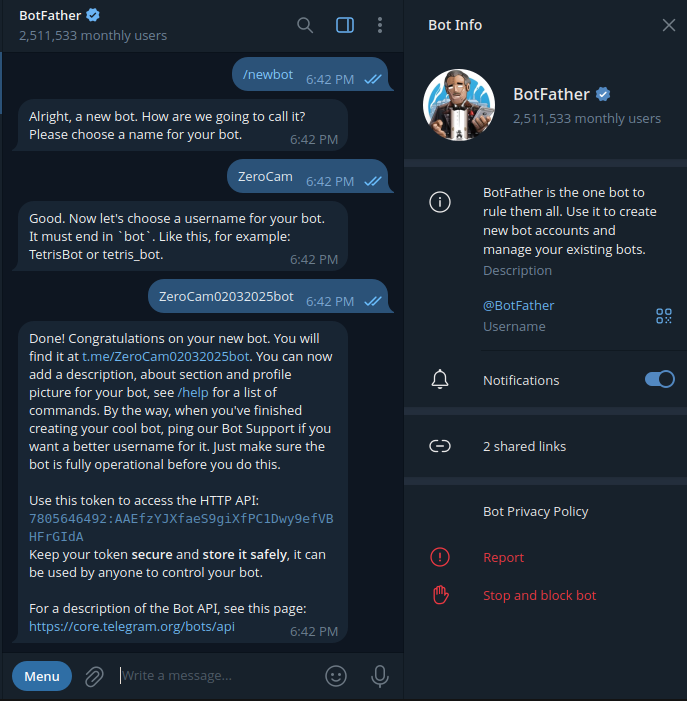 BotFather
2,511,533 monthly users
/newbot 6:42 PM
Alright, a new bot. How are we going to call it?
Please choose a name for your bot.
6:42 PM
ZeroCam 6:42 PM
Good. Now let's choose a username for your bot.
It must end in `bot`. Like this, for example:
TetrisBot or tetris_bot.
6:42 PM
ZeroCam02032025bot 6:42 PM
Done! Congratulations on your new bot. You will
find it at t.me/ZeroCam02032025bot. You can now
add a description, about section and profile
picture for your bot, see /help for a list of
commands. By the way, when you've finished
creating your cool bot, ping our Bot Support if you
want a better username for it. Just make sure the
bot is fully operational before you do this.
Use this token to access the HTTP API:
7805646492:AAEfzYJXfaeS9giXfPC1Dwy9efVB
HFrGIdA
Keep your token secure and store it safely, it can
be used by anyone to control your bot.
For a description of the Bot API, see this page:
https://core.telegram.org/bots/api
6:42 PM
Menu
Write a message...
Bot Info
BotFather
2,511,533 monthly users
BotFather is the one bot to
rule them all. Use it to create
new bot accounts and
manage your existing bots.
Description
@BotFather
Username
Notifications
2 shared links
Bot Privacy Policy
Report
Stop and block bot